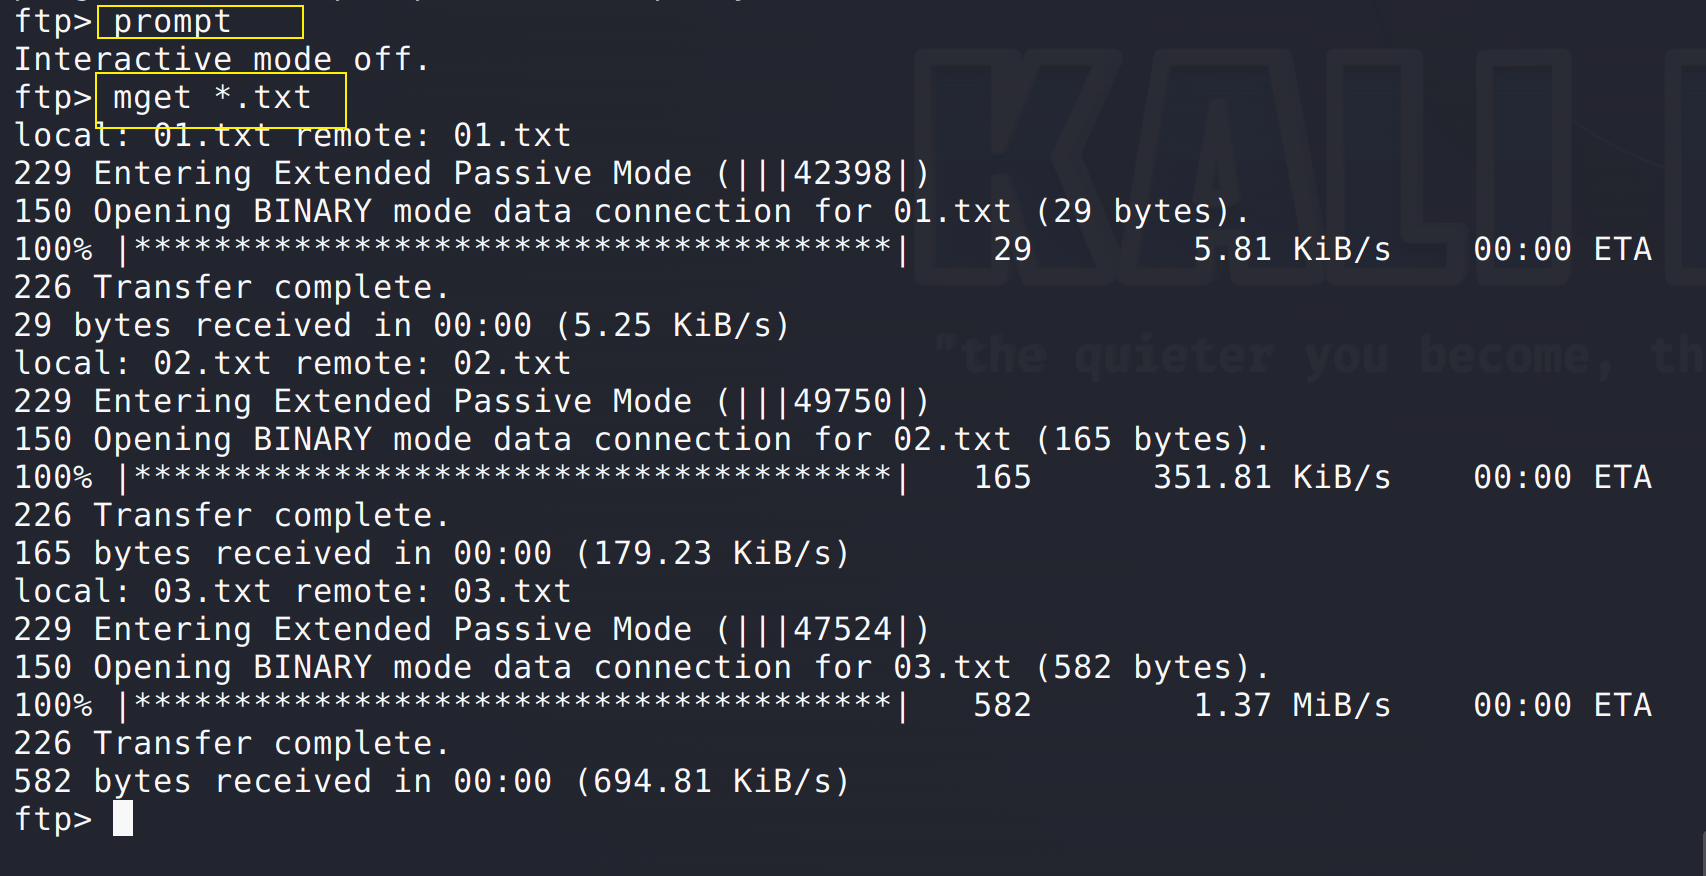 ftp> prompt
Interactive mode off.
ftp> mget *.txt
local: 01.txt remote: 01.txt
229 Entering Extended Passive Mode (|||42398|)
150 Opening BINARY mode data connection for 01.txt (29 bytes).
100% |**************************************| 29 5.81 KiB/s 00:00 ETA
226 Transfer complete.
29 bytes received in 00:00 (5.25 KiB/s)
local: 02.txt remote: 02.txt
229 Entering Extended Passive Mode (|||49750|)
150 Opening BINARY mode data connection for 02.txt (165 bytes).
100% |**************************************| 165 351.81 KiB/s 00:00 ETA
226 Transfer complete.
165 bytes received in 00:00 (179.23 KiB/s)
local: 03.txt remote: 03.txt
229 Entering Extended Passive Mode (|||47524|)
150 Opening BINARY mode data connection for 03.txt (582 bytes).
100% |**************************************| 582 1.37 MiB/s 00:00 ETA
226 Transfer complete.
582 bytes received in 00:00 (694.81 KiB/s)
ftp>
KALI
"the quieter you become, th